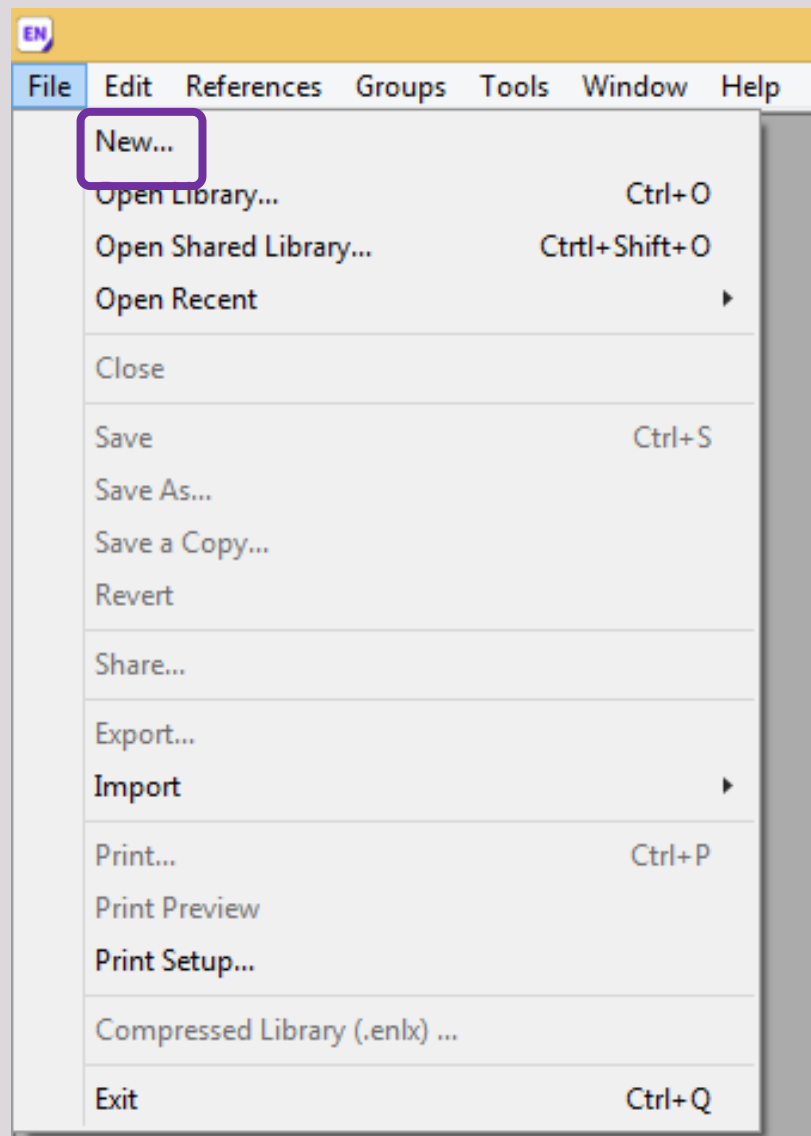 EN
File Edit References Groups Tools Window Help
New...
Open Library... Ctrl+O
Open Shared Library... Ctrtl+Shift+O
Open Recent
Close
Save Ctrl+S
Save As...
Save a Copy...
Revert
Share...
Export...
Import
Print... Ctrl+P
Print Preview
Print Setup...
Compressed Library (.enlx) ...
Exit Ctrl+Q